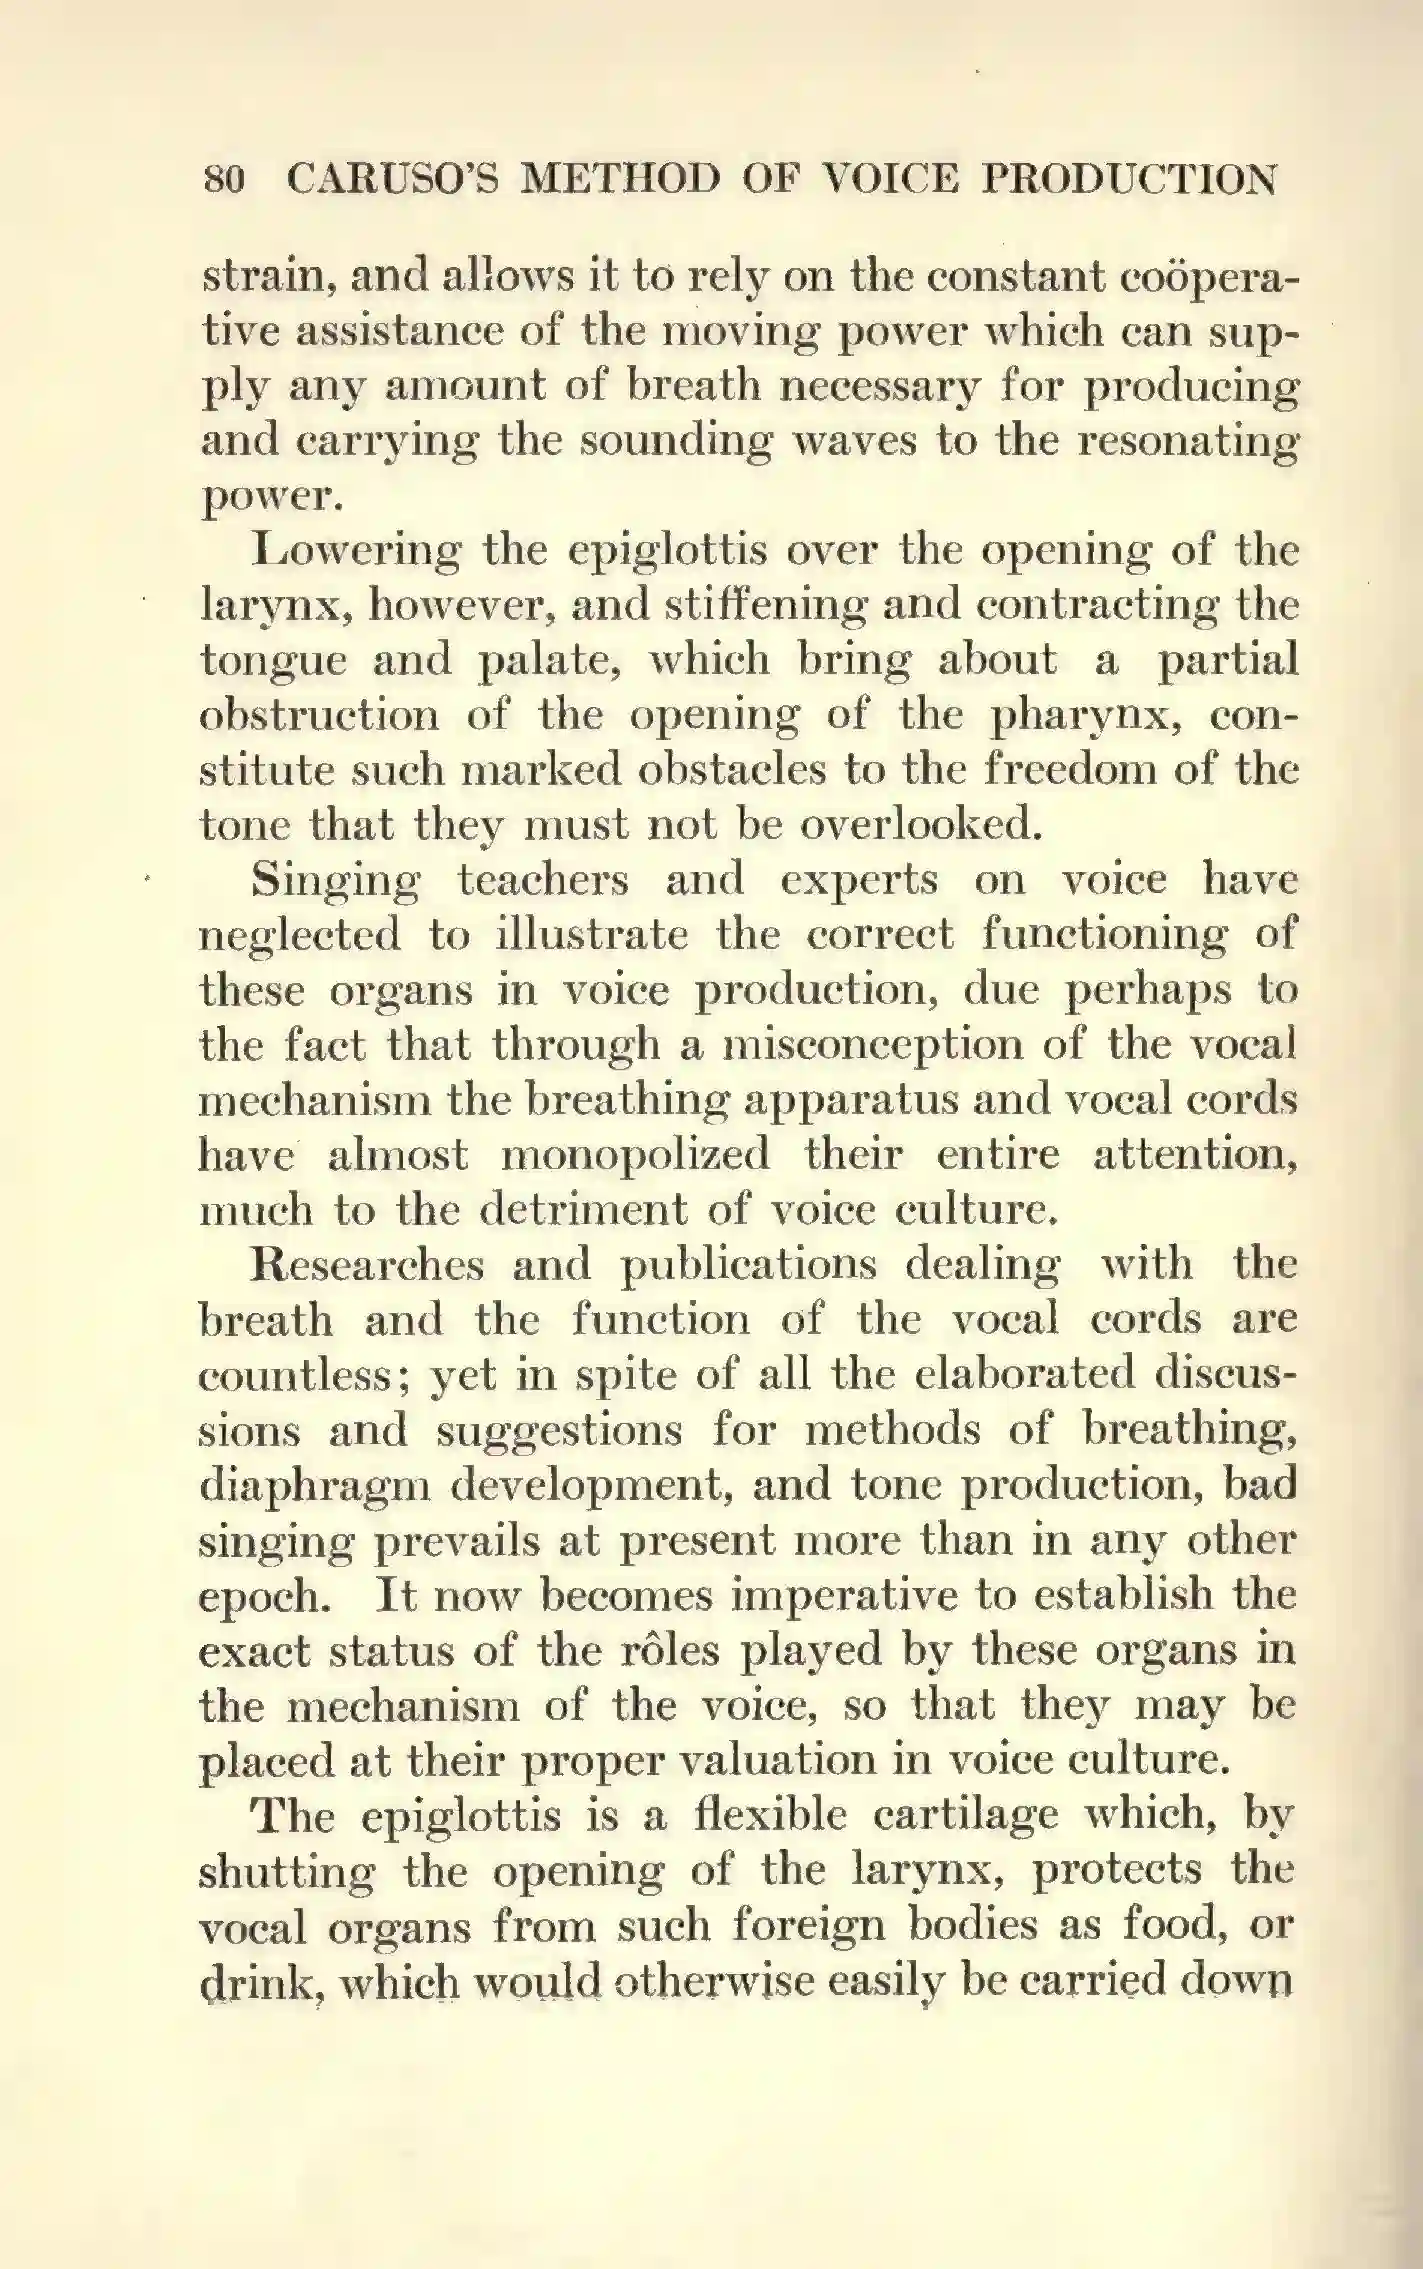 80 CARUSO'S METHOD OF VOICE PRODUCTION
strain, and allows it to rely on the constant coöpera-
tive assistance of the moving power which can sup-
ply any amount of breath necessary for producing
and carrying the sounding waves to the resonating
power.
Lowering the epiglottis over the opening of the
larynx, however, and stiffening and contracting the
tongue and palate, which bring about a partial
obstruction of the opening of the pharynx, con-
stitute such marked obstacles to the freedom of the
tone that they must not be overlooked.
Singing teachers and experts on voice have
neglected to illustrate the correct functioning of
these organs in voice production, due perhaps to
the fact that through a misconception of the vocal
mechanism the breathing apparatus and vocal cords
have almost monopolized their entire attention,
much to the detriment of voice culture.
Researches and publications dealing with the
breath and the function of the vocal cords are
countless; yet in spite of all the elaborated discus-
sions and suggestions for methods of breathing,
diaphragm development, and tone production, bad
singing prevails at present more than in any other
epoch. It now becomes imperative to establish the
exact status of the rôles played by these organs in
the mechanism of the voice, so that they may be
placed at their proper valuation in voice culture.
The epiglottis is a flexible cartilage which, by
shutting the opening of the larynx, protects the
vocal organs from such foreign bodies as food, or
drink, which would otherwise easily be carried down